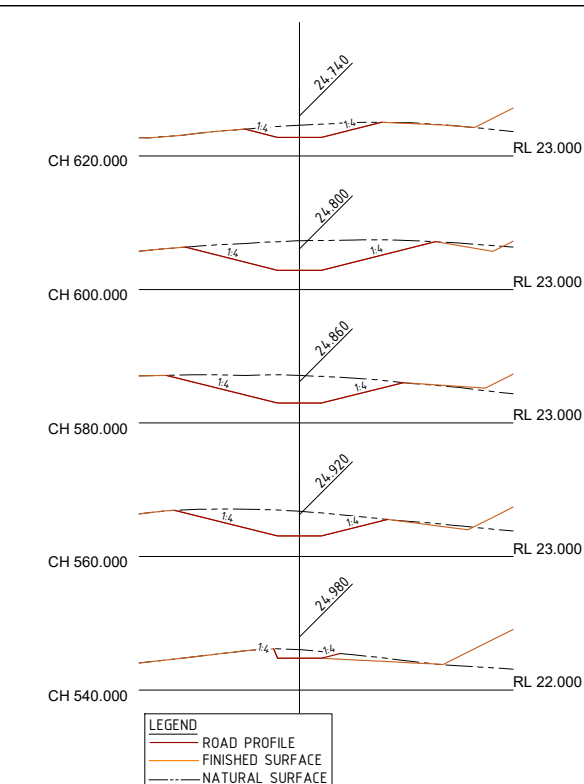 24.740
1:4
1:4
CH 620.000
RL 23.000
24.800
1:4
1:4
CH 600.000
RL 23.000
24.860
1:4
1:4
CH 580.000
RL 23.000
24.920
1:4
1:4
CH 560.000
RL 23.000
24.980
1:4
1:4
CH 540.000
RL 22.000
LEGEND
ROAD PROFILE
FINISHED SURFACE
NATURAL SURFACE